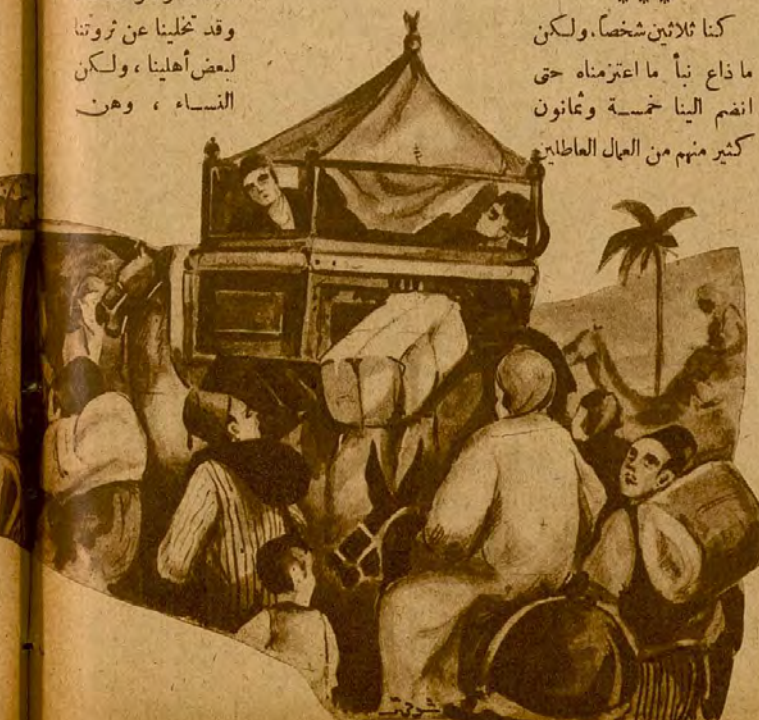 كنا ثلاثين شخصاً، ولكن
ما ذاع نبأ ما اعتزمناه حتى
انضم الينا خمسة وثمانون
كثير منهم من العمال العاطلين
وقد تخلينا عن ثروتنا
لبعض أهلينا ، ولكن
النساء ، وهن
شوقي